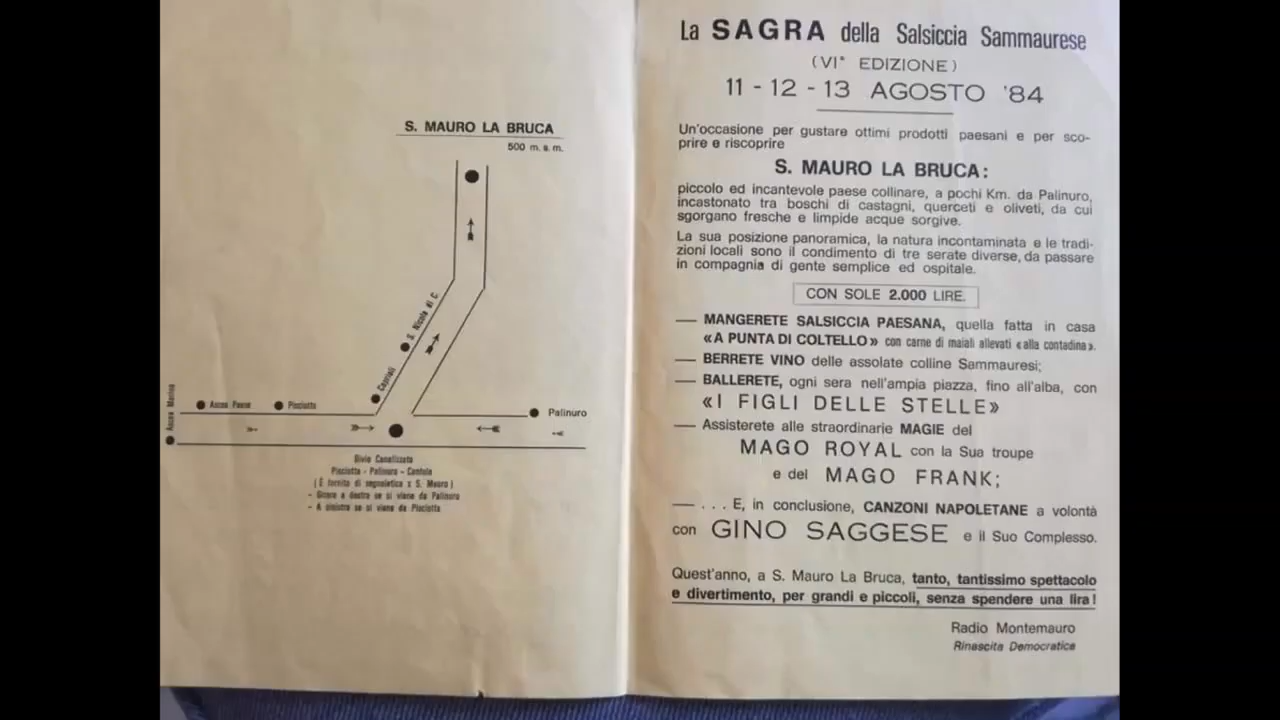 S. MAURO LA BRUCA
500 m. s. m.
S. Nicola di C.
Caprioli
Ascea Marina
Ascea Paese
Pisciotta
Palinuro
Bivio Canalizzato
Pisciotta - Palinuro - Centola
(È fornito di segnaletica x S. Mauro)
- Girare a destra se si viene da Palinuro
- A sinistra se si viene da Pisciotta
La SAGRA della Salsiccia Sammaurese
(VI° EDIZIONE)
11 - 12 - 13 AGOSTO '84
Un'occasione per gustare ottimi prodotti paesani e per sco-
prire e riscoprire
S. MAURO LA BRUCA:
piccolo ed incantevole paese collinare, a pochi Km. da Palinuro,
incastonato tra boschi di castagni, querceti e oliveti, da cui
sgorgano fresche e limpide acque sorgive.
La sua posizione panoramica, la natura incontaminata e le tradi-
zioni locali sono il condimento di tre serate diverse, da passare
in compagnia di gente semplice ed ospitale.
CON SOLE 2.000 LIRE.
— MANGERETE SALSICCIA PAESANA, quella fatta in casa
«A PUNTA DI COLTELLO» con carne di maiali allevati «alla contadina».
— BERRETE VINO delle assolate colline Sammauresi;
— BALLERETE, ogni sera nell'ampia piazza, fino all'alba, con
«I FIGLI DELLE STELLE»
— Assisterete alle straordinarie MAGIE del
MAGO ROYAL con la Sua troupe
e del MAGO FRANK;
— . . . E, in conclusione, CANZONI NAPOLETANE a volontà
con GINO SAGGESE e il Suo Complesso.
Quest'anno, a S. Mauro La Bruca, tanto, tantissimo spettacolo
e divertimento, per grandi e piccoli, senza spendere una lira!
Radio Montemauro
Rinascita Democratica